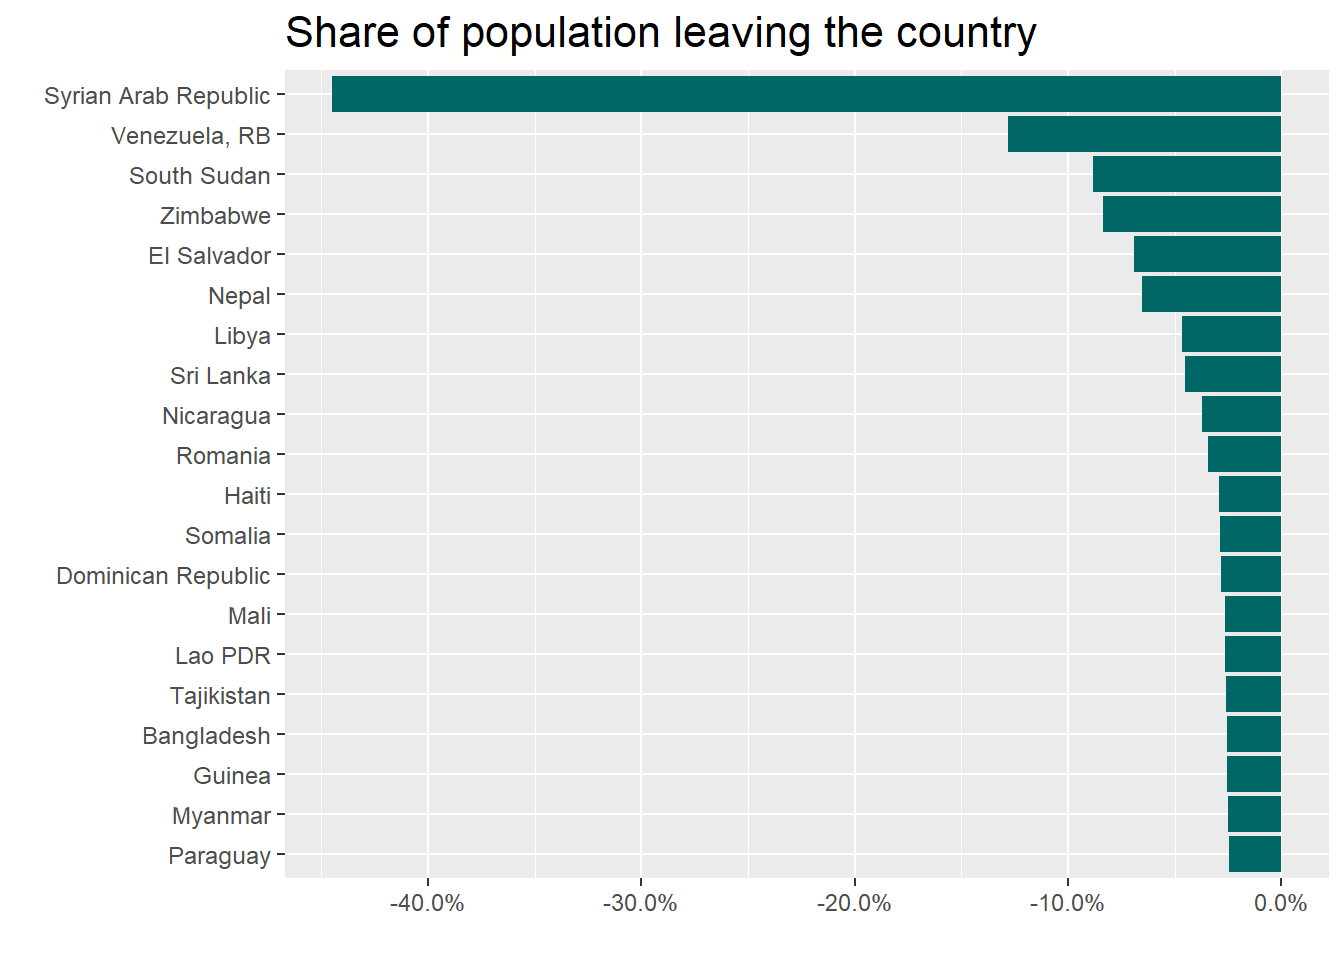 Share of population leaving the country
Syrian Arab Republic
Venezuela, RB
South Sudan
Zimbabwe
El Salvador
Nepal
Libya
Sri Lanka
Nicaragua
Romania
Haiti
Somalia
Dominican Republic
Mali
Lao PDR
Tajikistan
Bangladesh
Guinea
Myanmar
Paraguay
-40.0% -30.0% -20.0% -10.0% 0.0%